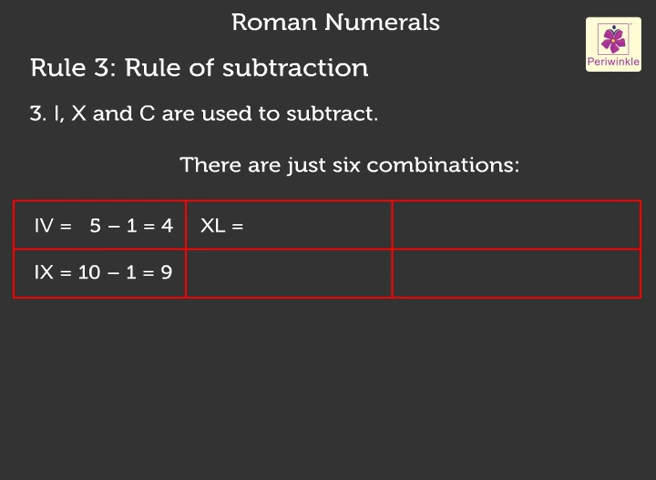 Roman Numerals
Periwinkle
Rule 3: Rule of subtraction
3. I, X and C are used to subtract.
There are just six combinations:
IV = 5 – 1 = 4 XL =
IX = 10 – 1 = 9